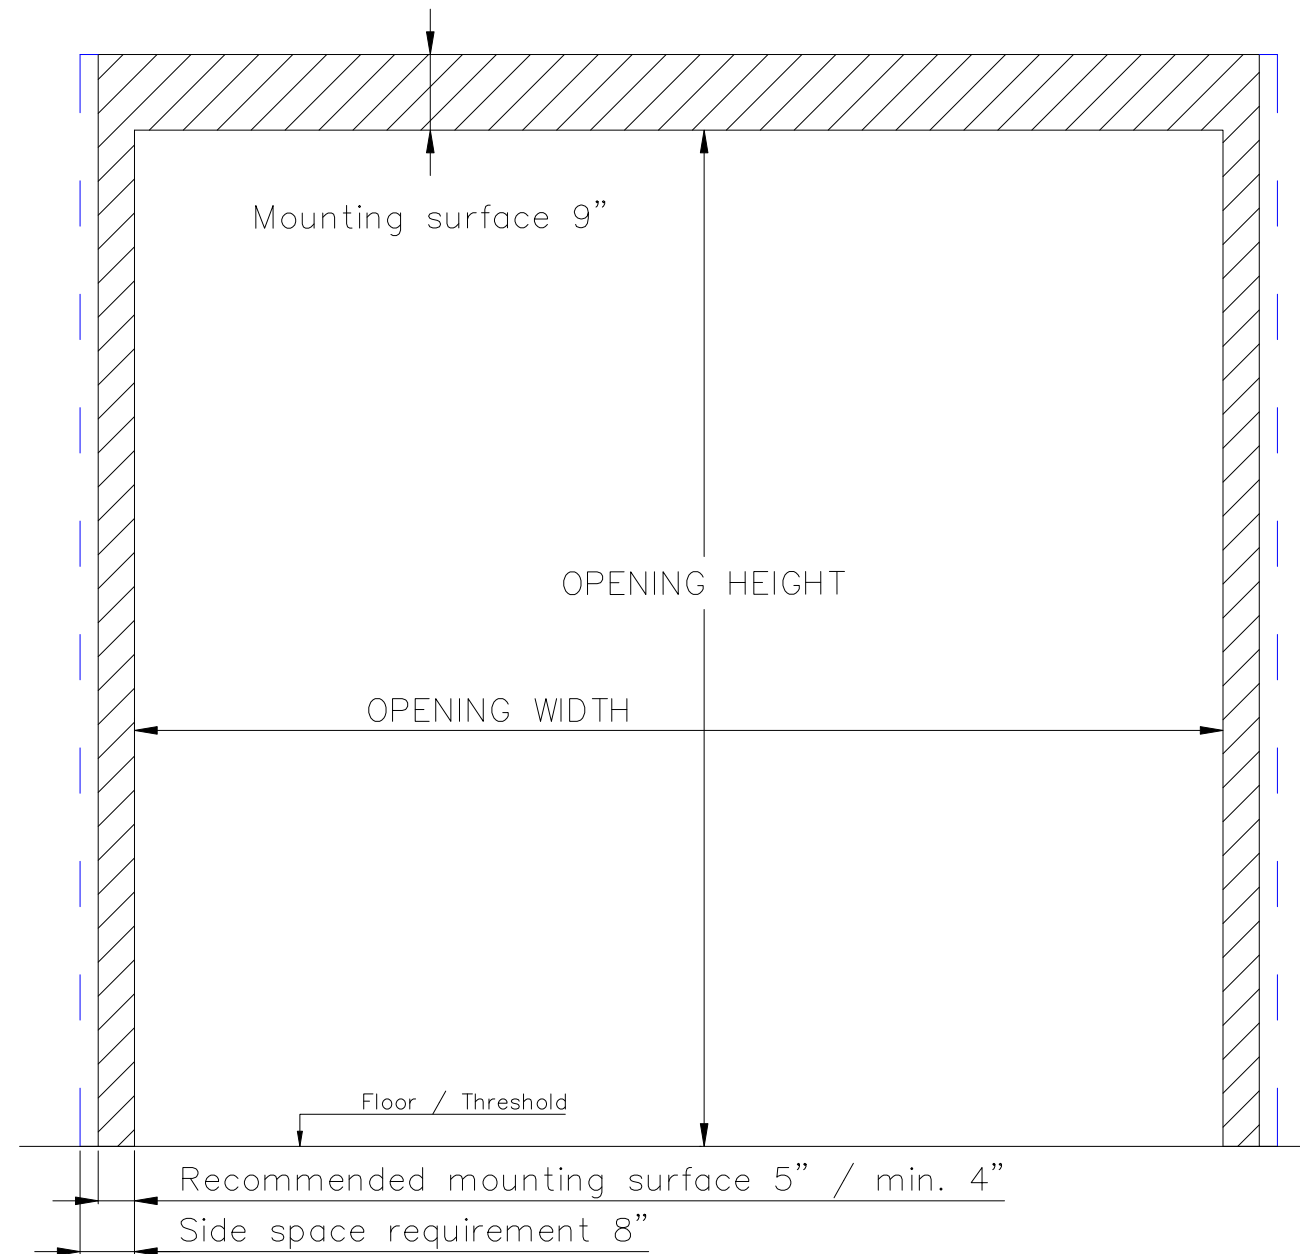 Mounting surface 9”
OPENING HEIGHT
OPENING WIDTH
Floor / Threshold
Recommended mounting surface 5” / min. 4”
Side space requirement 8”